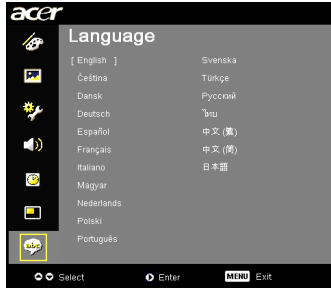 acer
Language
[ English ]
Čeština
Dansk
Deutsch
Español
Français
Italiano
Magyar
Nederlands
Polski
Português
Svenska
Türkçe
Русский
ไทย
中文 (繁)
中文 (简)
日本語
abc
Select Enter MENU Exit